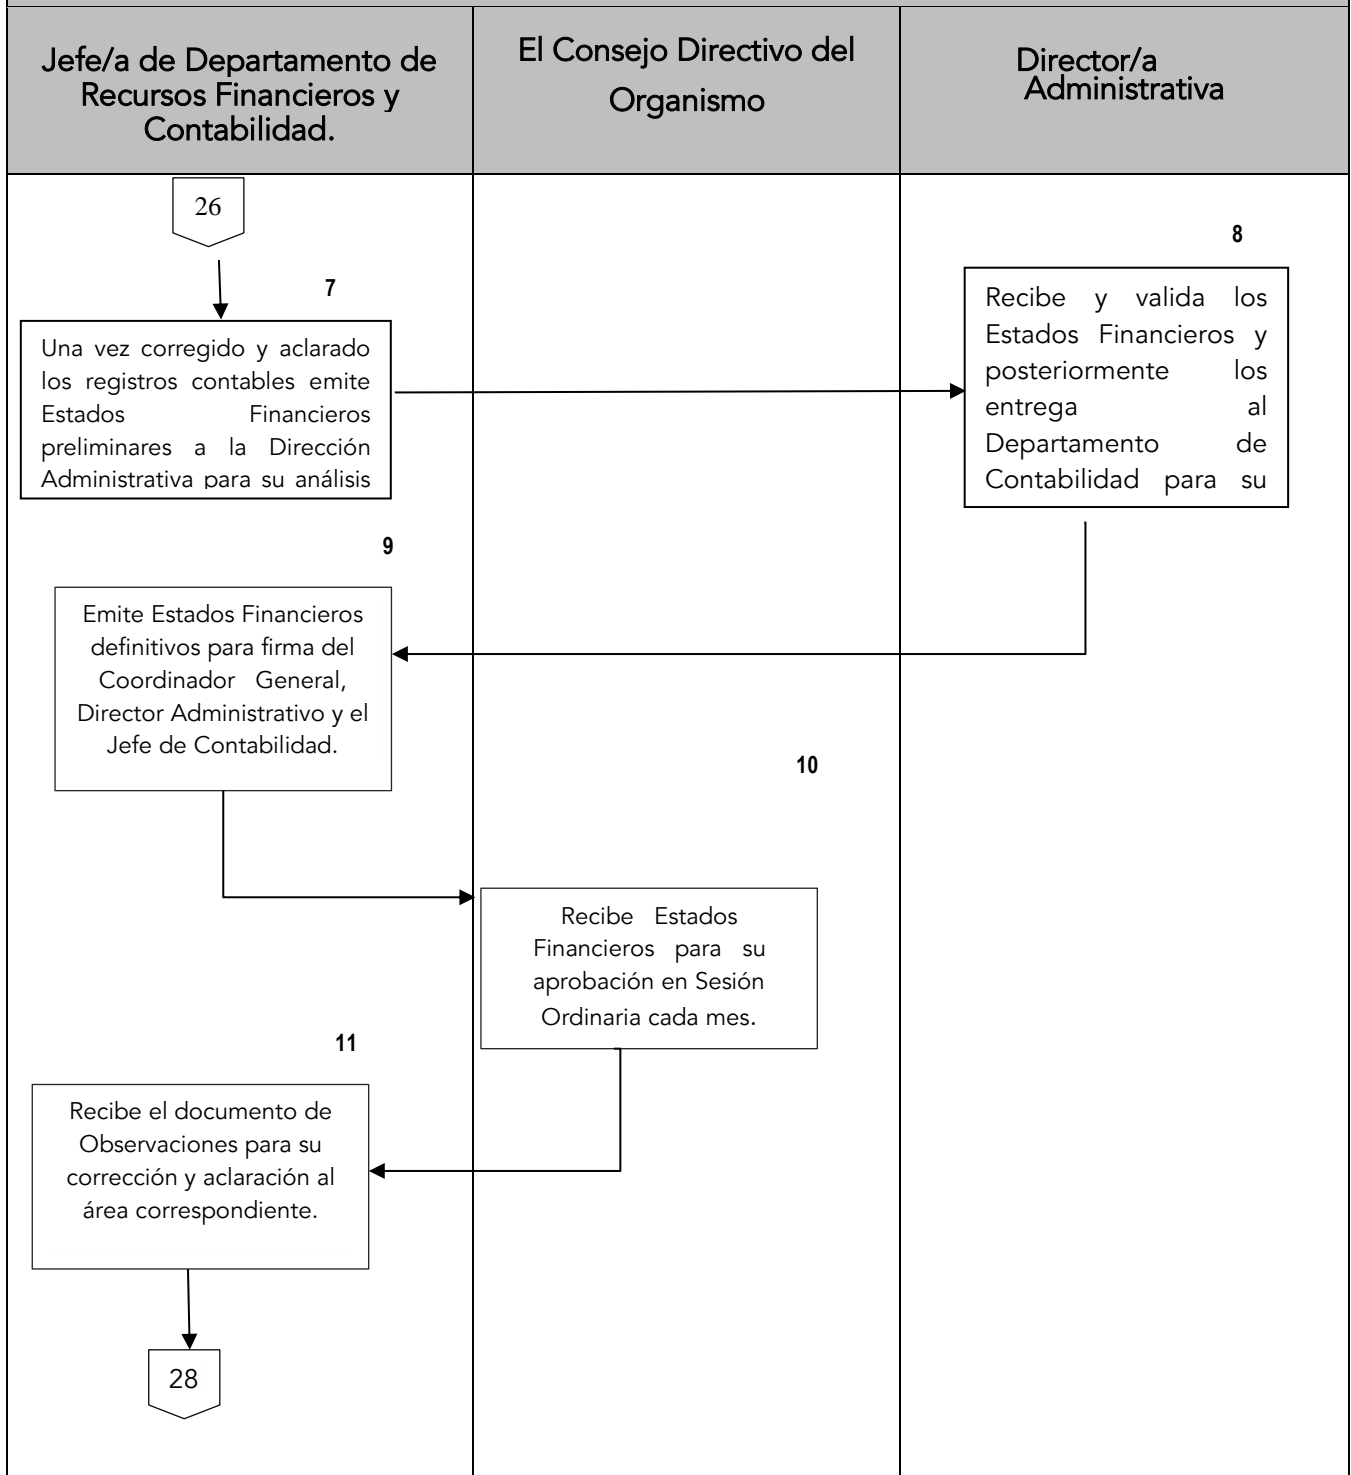 Jefe/a de Departamento de
Recursos Financieros y
Contabilidad.
El Consejo Directivo del
Organismo
Director/a
Administrativa
26
7
Una vez corregido y aclarado
los registros contables emite
Estados Financieros
preliminares a la Dirección
Administrativa para su análisis
8
Recibe y valida los
Estados Financieros y
posteriormente los
entrega al
Departamento de
Contabilidad para su
9
Emite Estados Financieros
definitivos para firma del
Coordinador General,
Director Administrativo y el
Jefe de Contabilidad.
10
Recibe Estados
Financieros para su
aprobación en Sesión
Ordinaria cada mes.
11
Recibe el documento de
Observaciones para su
corrección y aclaración al
área correspondiente.
28